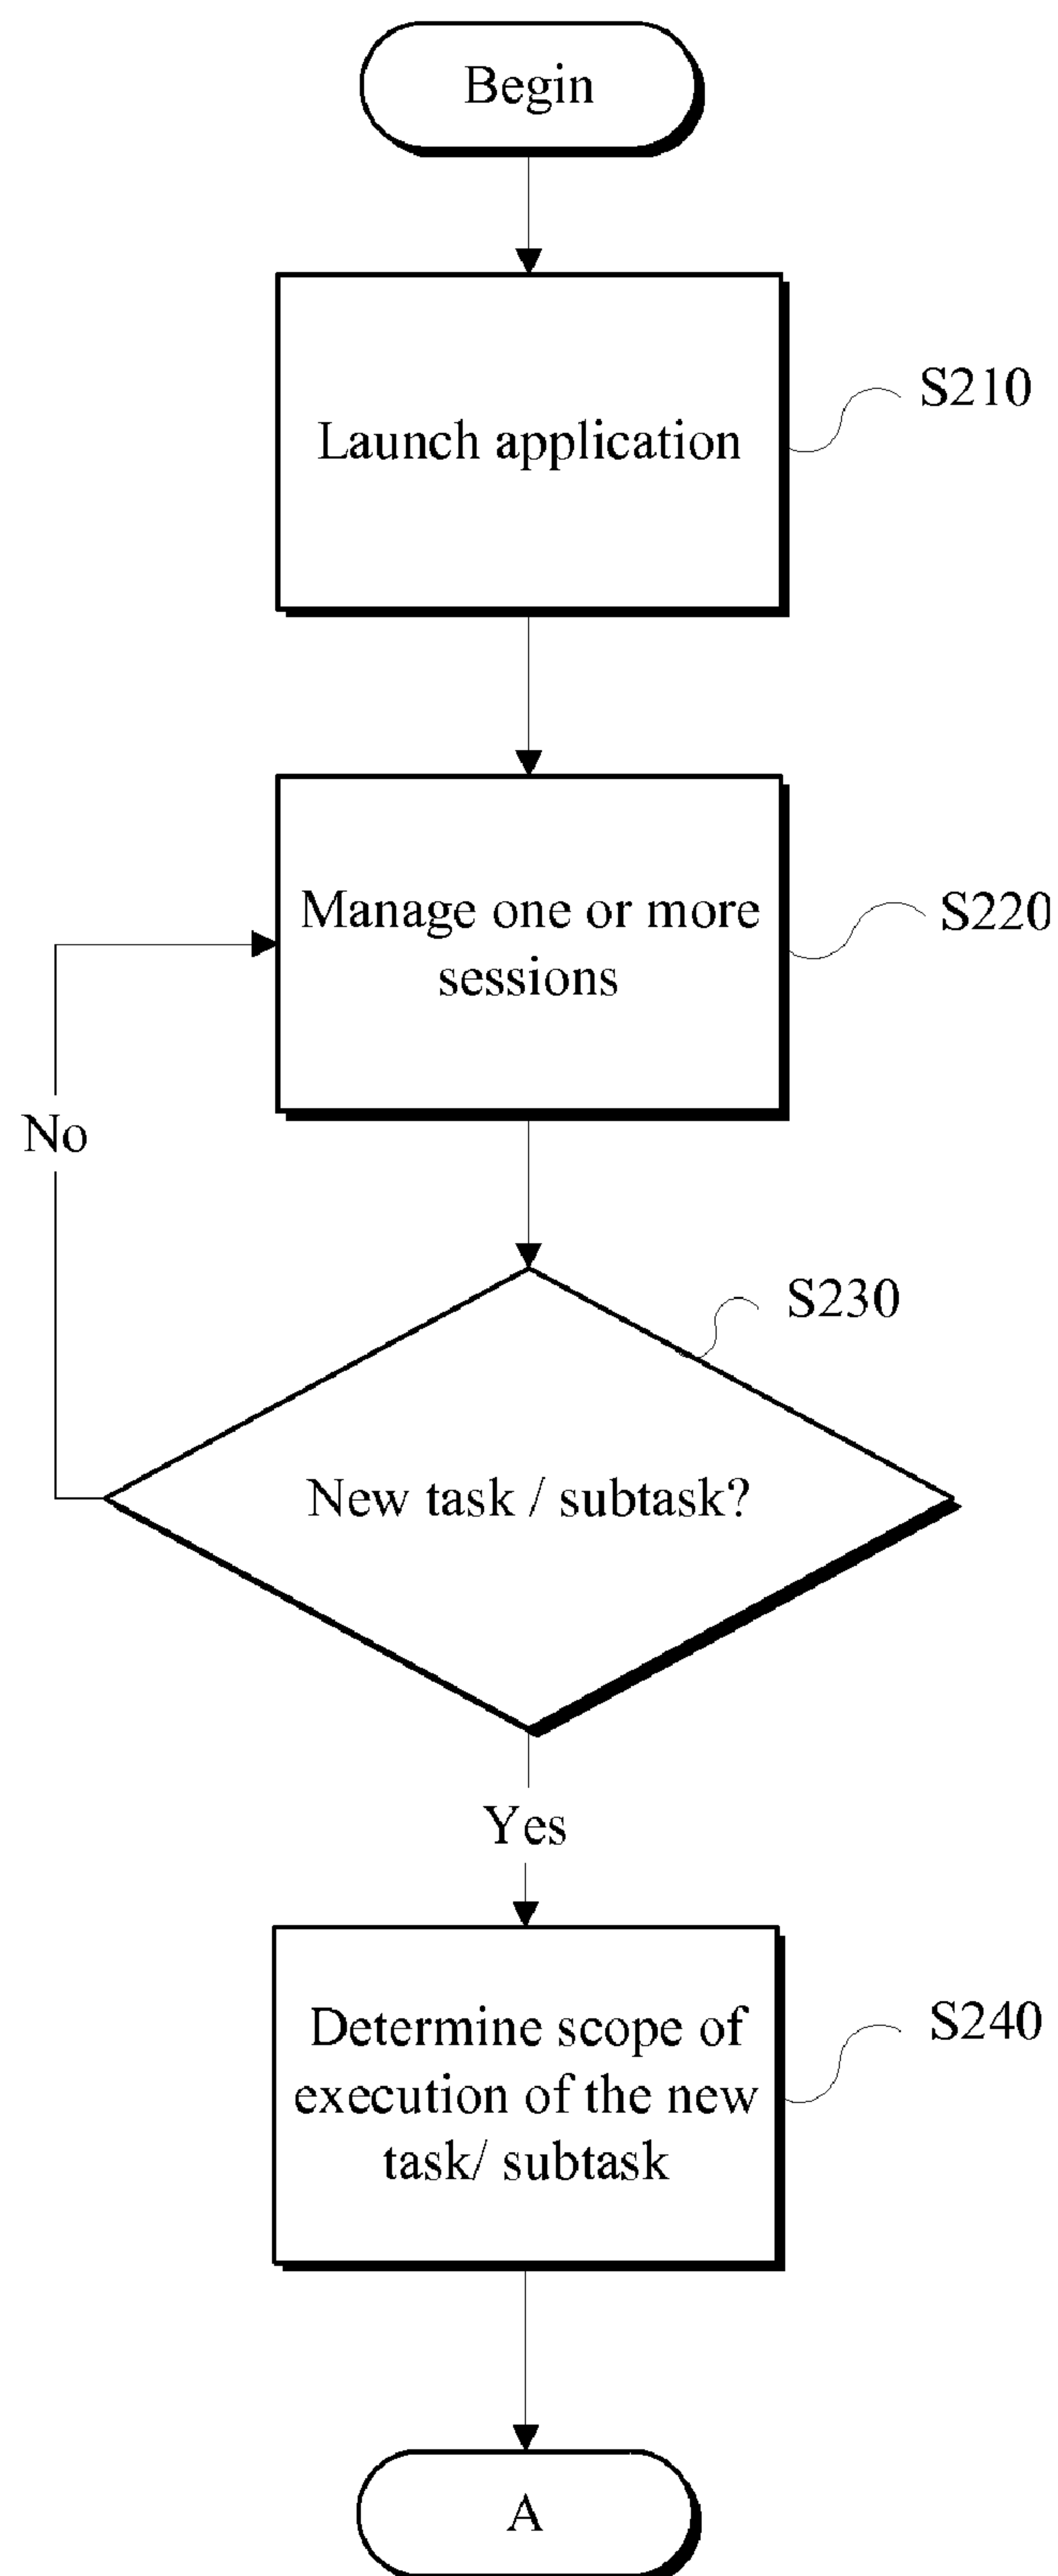 Begin
Launch application
S210
Manage one or more
sessions
S220
No
S230
New task / subtask?
Yes
Determine scope of
execution of the new
task/ subtask
S240
A